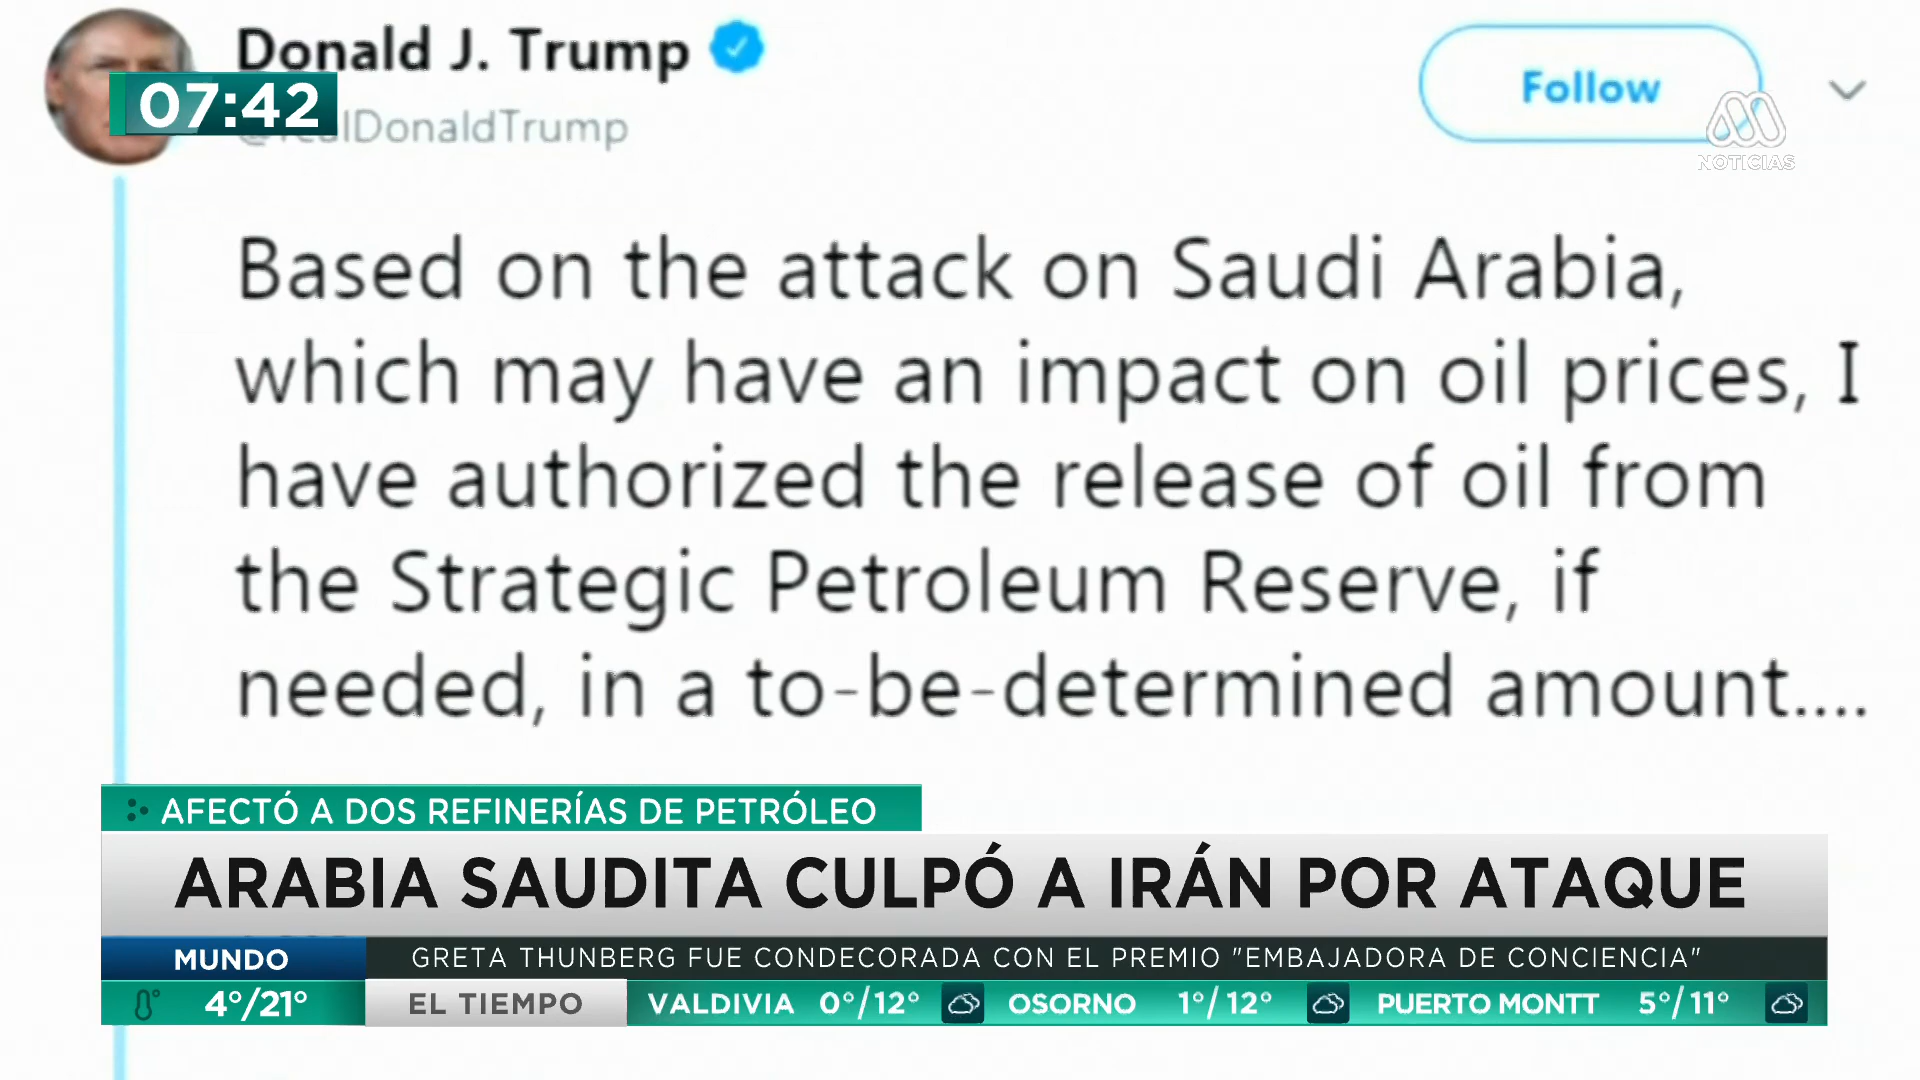 Donald J. Trump
07:42
@realDonaldTrump
Follow
NOTICIAS
Based on the attack on Saudi Arabia,
which may have an impact on oil prices, I
have authorized the release of oil from
the Strategic Petroleum Reserve, if
needed, in a to-be-determined amount....
AFECTÓ A DOS REFINERÍAS DE PETRÓLEO
ARABIA SAUDITA CULPÓ A IRÁN POR ATAQUE
MUNDO GRETA THUNBERG FUE CONDECORADA CON EL PREMIO "EMBAJADORA DE CONCIENCIA"
4°/21° EL TIEMPO VALDIVIA 0°/12° OSORNO 1°/12° PUERTO MONTT 5°/11°